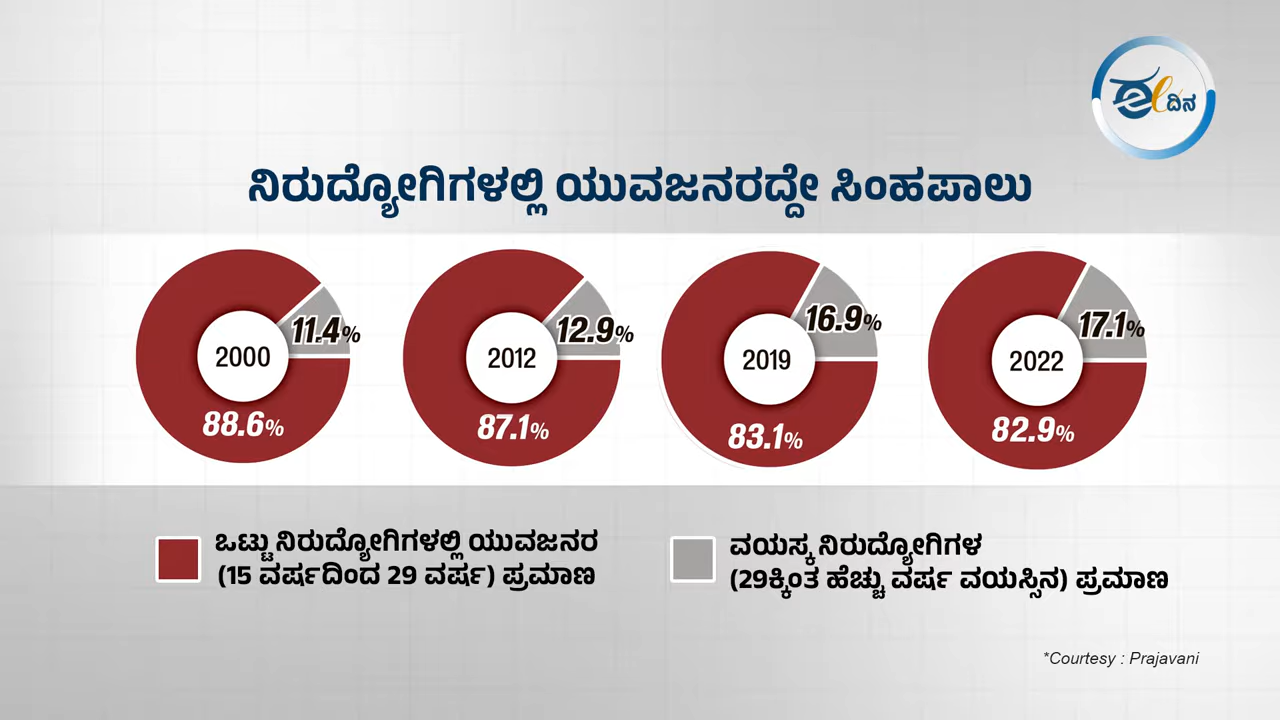 ಈ ದಿನ
ನಿರುದ್ಯೋಗಿಗಳಲ್ಲಿ ಯುವಜನರದ್ದೇ ಸಿಂಹಪಾಲು
2000
11.4%
88.6%
2012
12.9%
87.1%
2019
16.9%
83.1%
2022
17.1%
82.9%
ಒಟ್ಟು ನಿರುದ್ಯೋಗಿಗಳಲ್ಲಿ ಯುವಜನರ
(15 ವರ್ಷದಿಂದ 29 ವರ್ಷ) ಪ್ರಮಾಣ
ವಯಸ್ಕ ನಿರುದ್ಯೋಗಿಗಳ
(29ಕ್ಕಿಂತ ಹೆಚ್ಚು ವರ್ಷ ವಯಸ್ಸಿನ) ಪ್ರಮಾಣ
*Courtesy : Prajavani